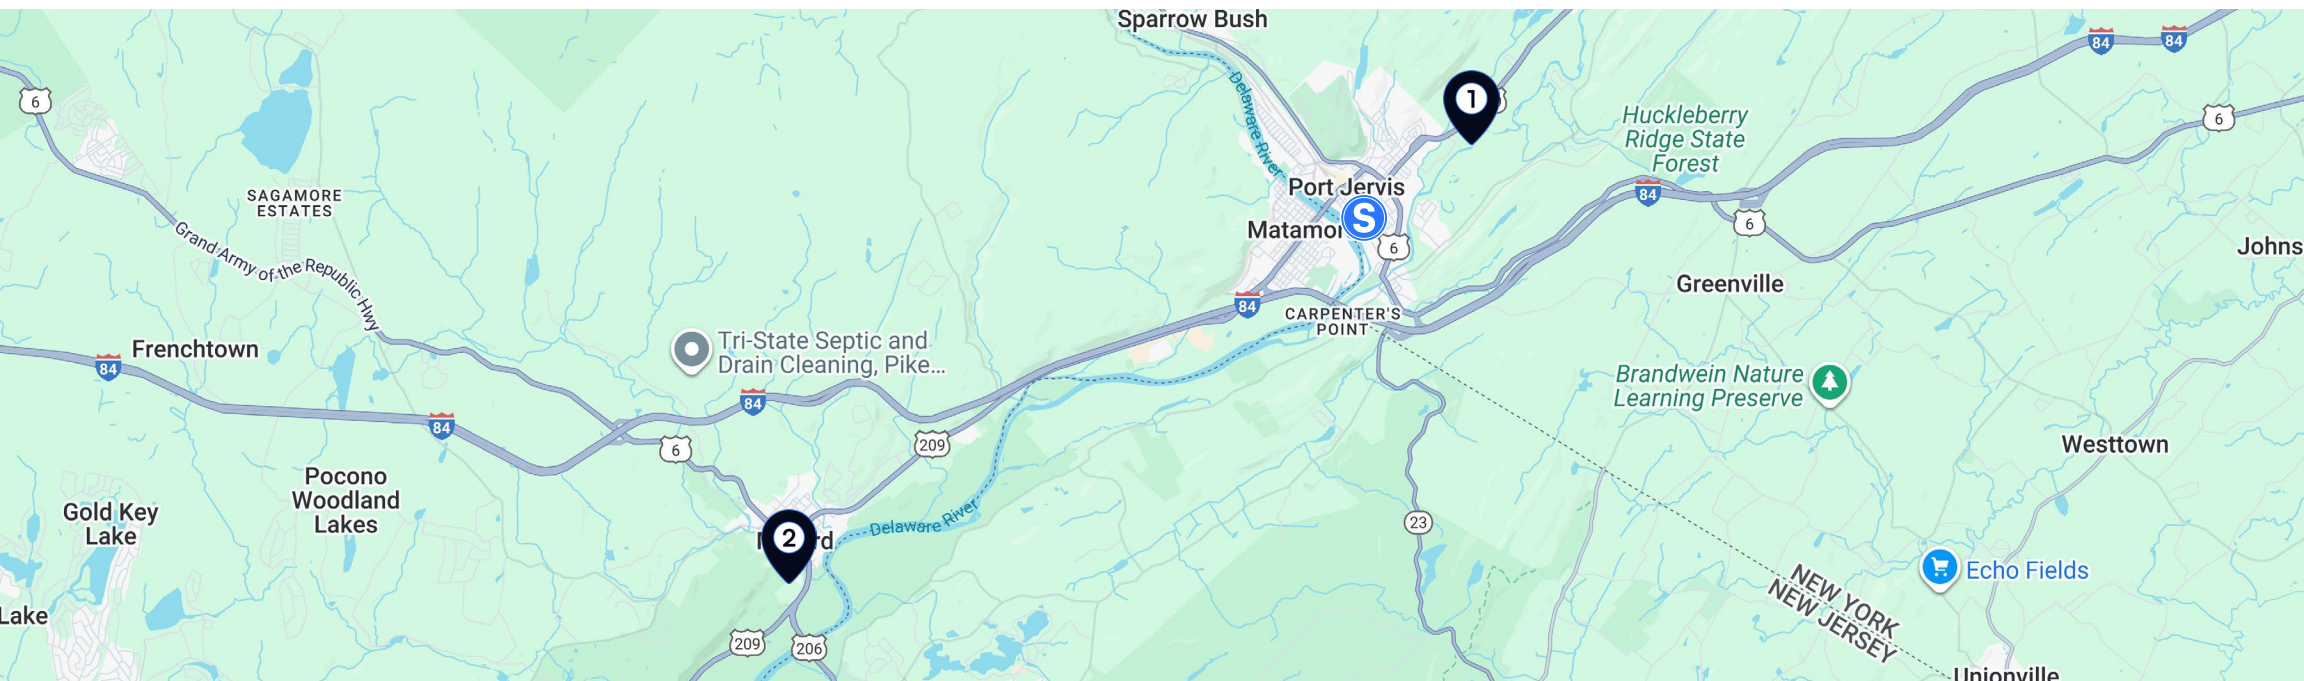 Sparrow Bush
84
84
6
Delaware River
1
Huckleberry
Ridge State
Forest
6
SAGAMORE
ESTATES
Port Jervis
84
S
6
Grand Army of the Republic Hwy
6
Greenville
84
CARPENTER'S
POINT
Frenchtown
84
Tri-State Septic and
Drain Cleaning, Pike...
Brandwein Nature
Learning Preserve
84
84
6
209
Westtown
Pocono
Woodland
Lakes
Gold Key
Lake
Delaware River
2
23
Echo Fields
NEW YORK
NEW JERSEY
Lake
209
206
Unionville